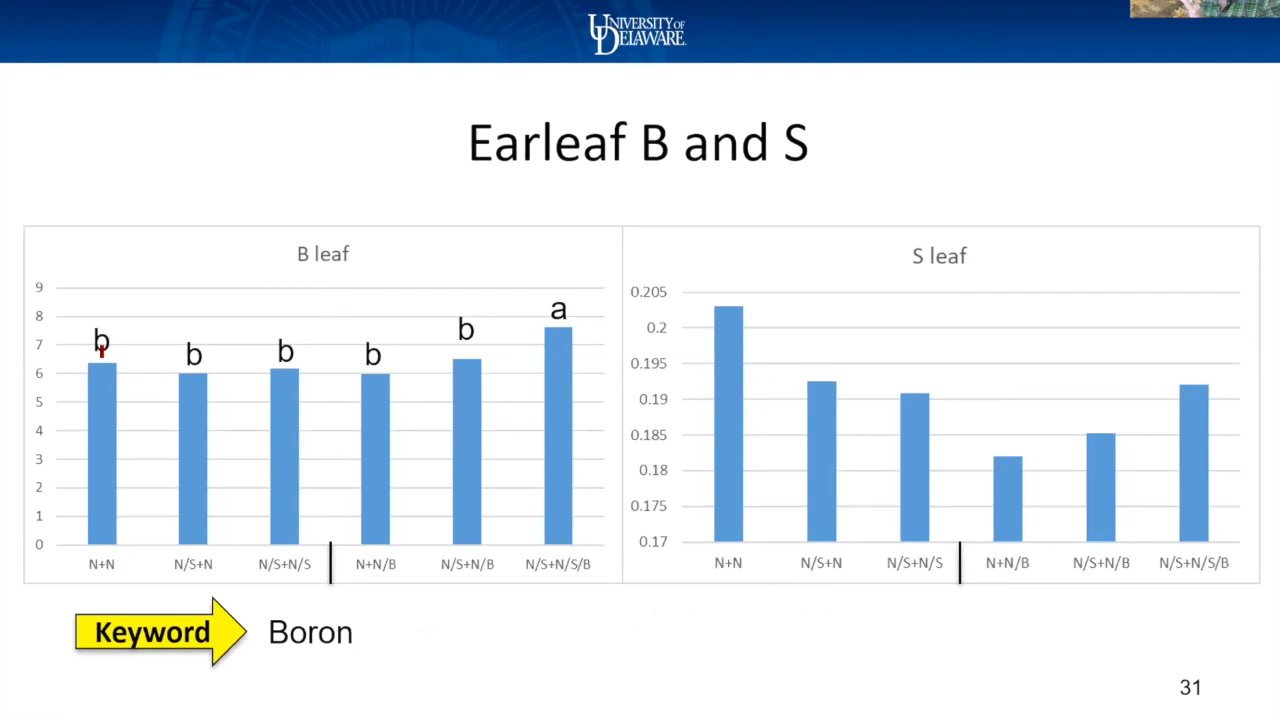 UNIVERSITY OF
DELAWARE
Earleaf B and S
B leaf
9
8
7
6
5
4
3
2
1
0
b
b
b
b
b
a
N+N
N/S+N
N/S+N/S
N+N/B
N/S+N/B
N/S+N/S/B
S leaf
0.205
0.2
0.195
0.19
0.185
0.18
0.175
0.17
N+N
N/S+N
N/S+N/S
N+N/B
N/S+N/B
N/S+N/S/B
Keyword Boron
31